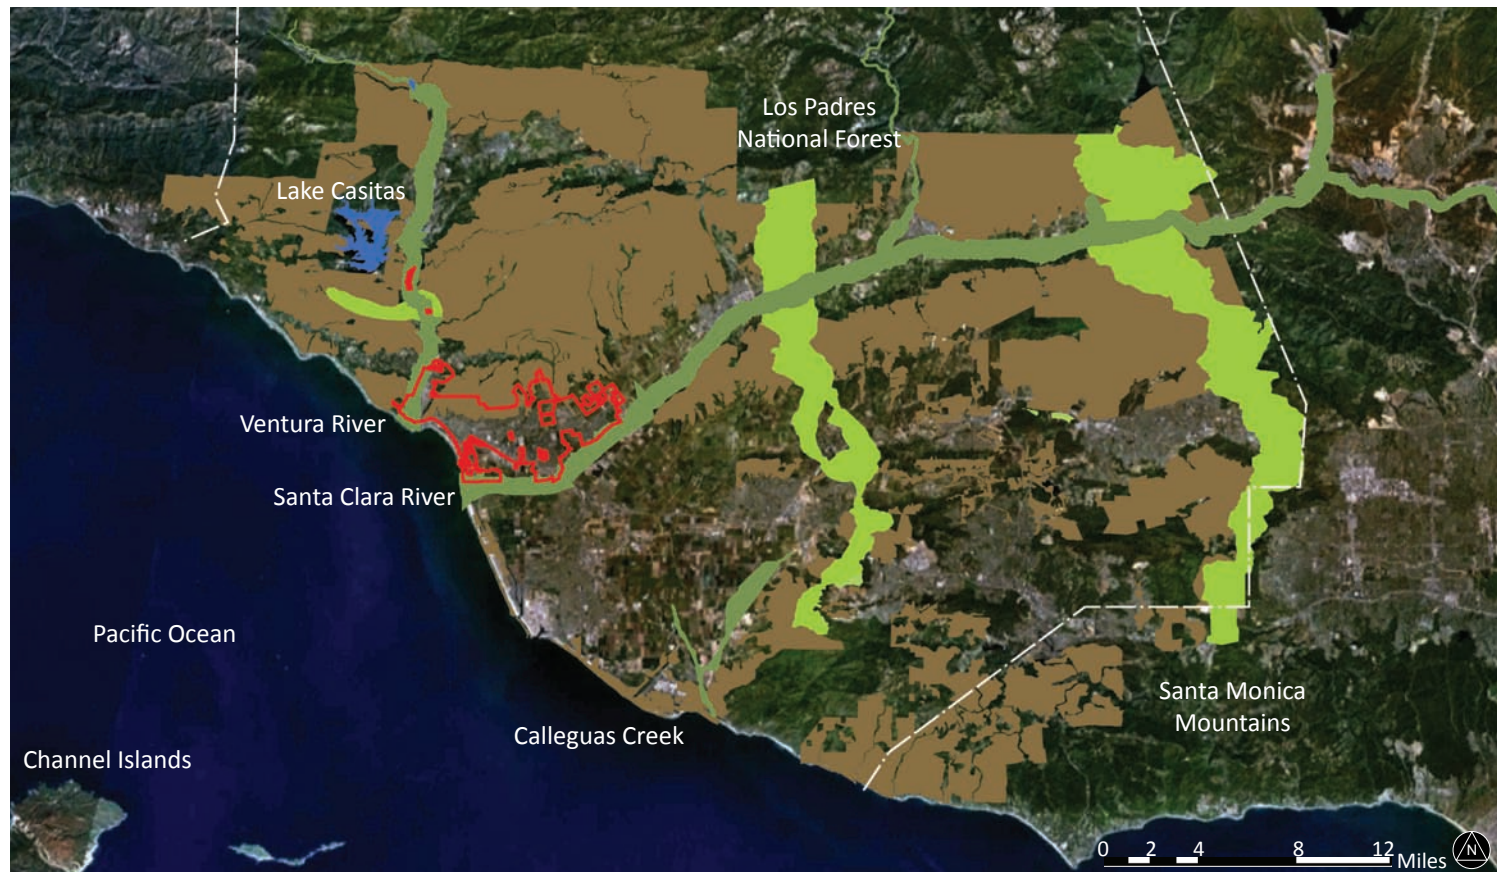 Los Padres
National Forest
Lake Casitas
Ventura River
Santa Clara River
Pacific Ocean
Santa Monica
Mountains
Calleguas Creek
Channel Islands
0 2 4 8 12 Miles
N